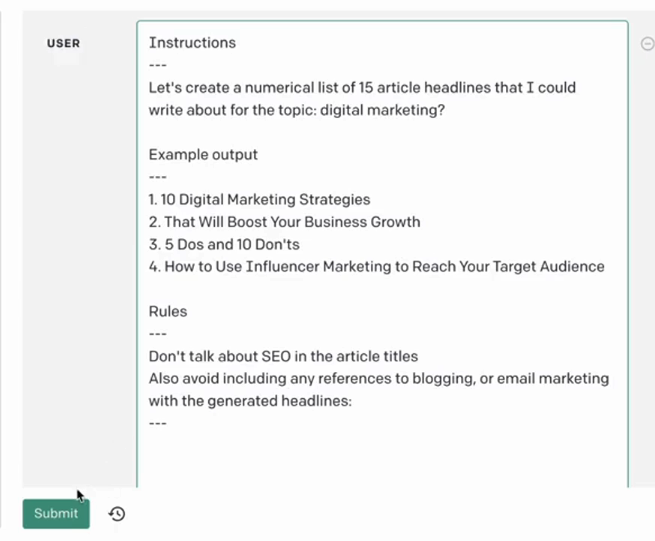 USER
Instructions
---
Let's create a numerical list of 15 article headlines that I could
write about for the topic: digital marketing?
Example output
---
1. 10 Digital Marketing Strategies
2. That Will Boost Your Business Growth
3. 5 Dos and 10 Don'ts
4. How to Use Influencer Marketing to Reach Your Target Audience
Rules
---
Don't talk about SEO in the article titles
Also avoid including any references to blogging, or email marketing
with the generated headlines:
---
Submit